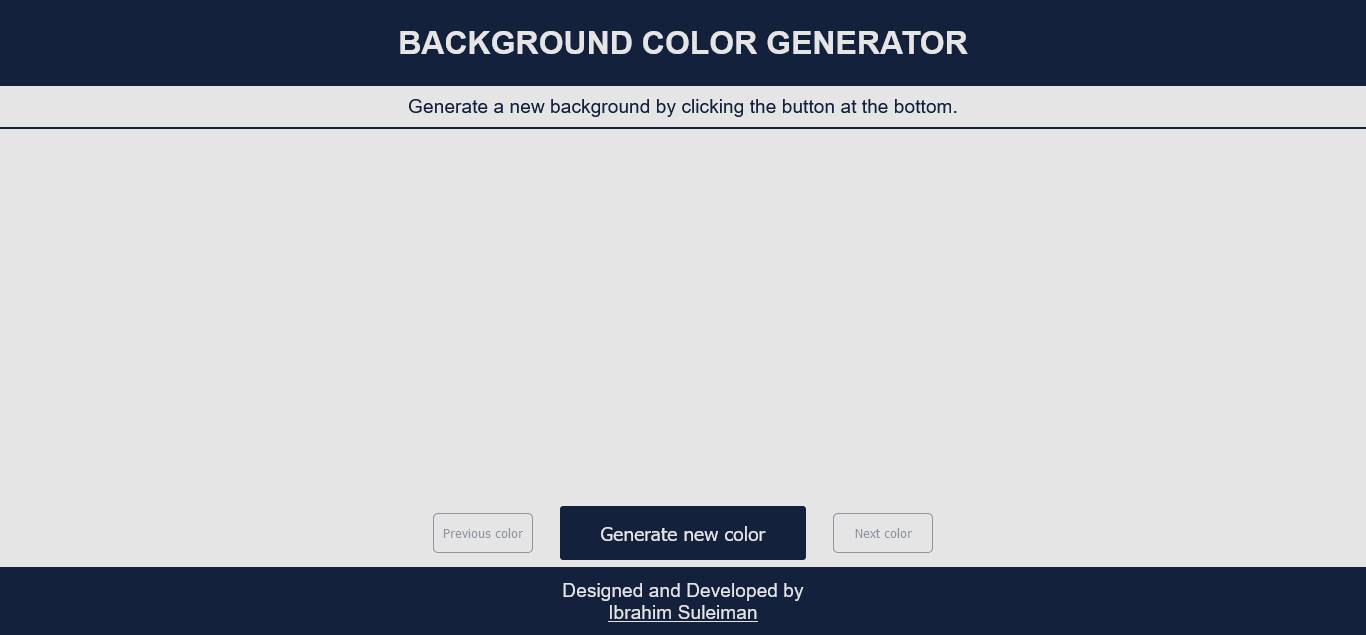 BACKGROUND COLOR GENERATOR
Generate a new background by clicking the button at the bottom.
Previous color
Generate new color
Next color
Designed and Developed by
Ibrahim Suleiman